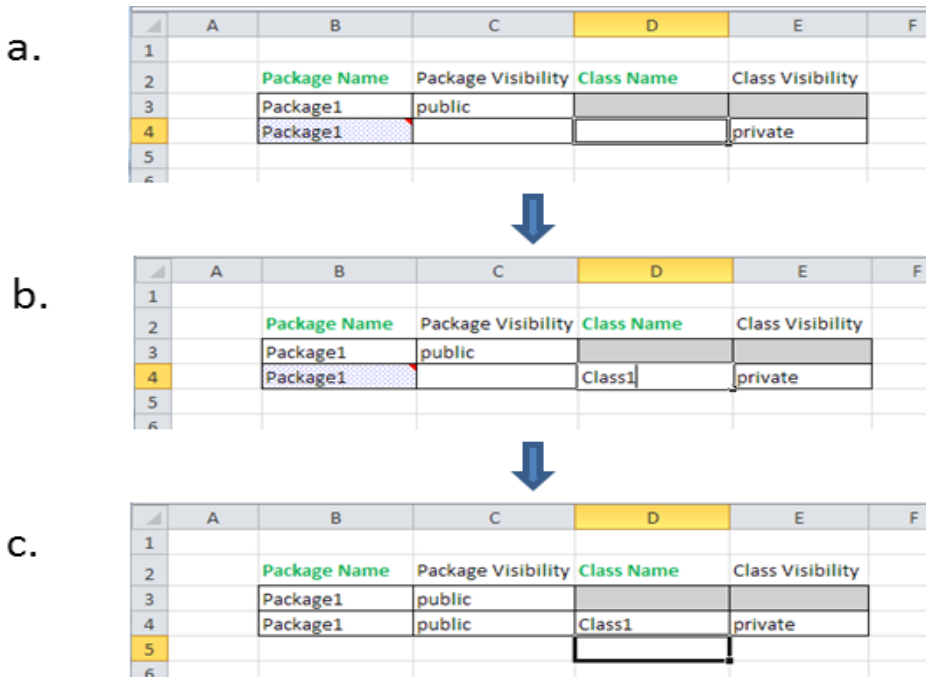 a.
A B C D E F
1
2 Package Name Package Visibility Class Name Class Visibility
3 Package1 public
4 Package1 private
5
6
b.
A B C D E F
1
2 Package Name Package Visibility Class Name Class Visibility
3 Package1 public
4 Package1 Class1 private
5
6
c.
A B C D E F
1
2 Package Name Package Visibility Class Name Class Visibility
3 Package1 public
4 Package1 public Class1 private
5
6